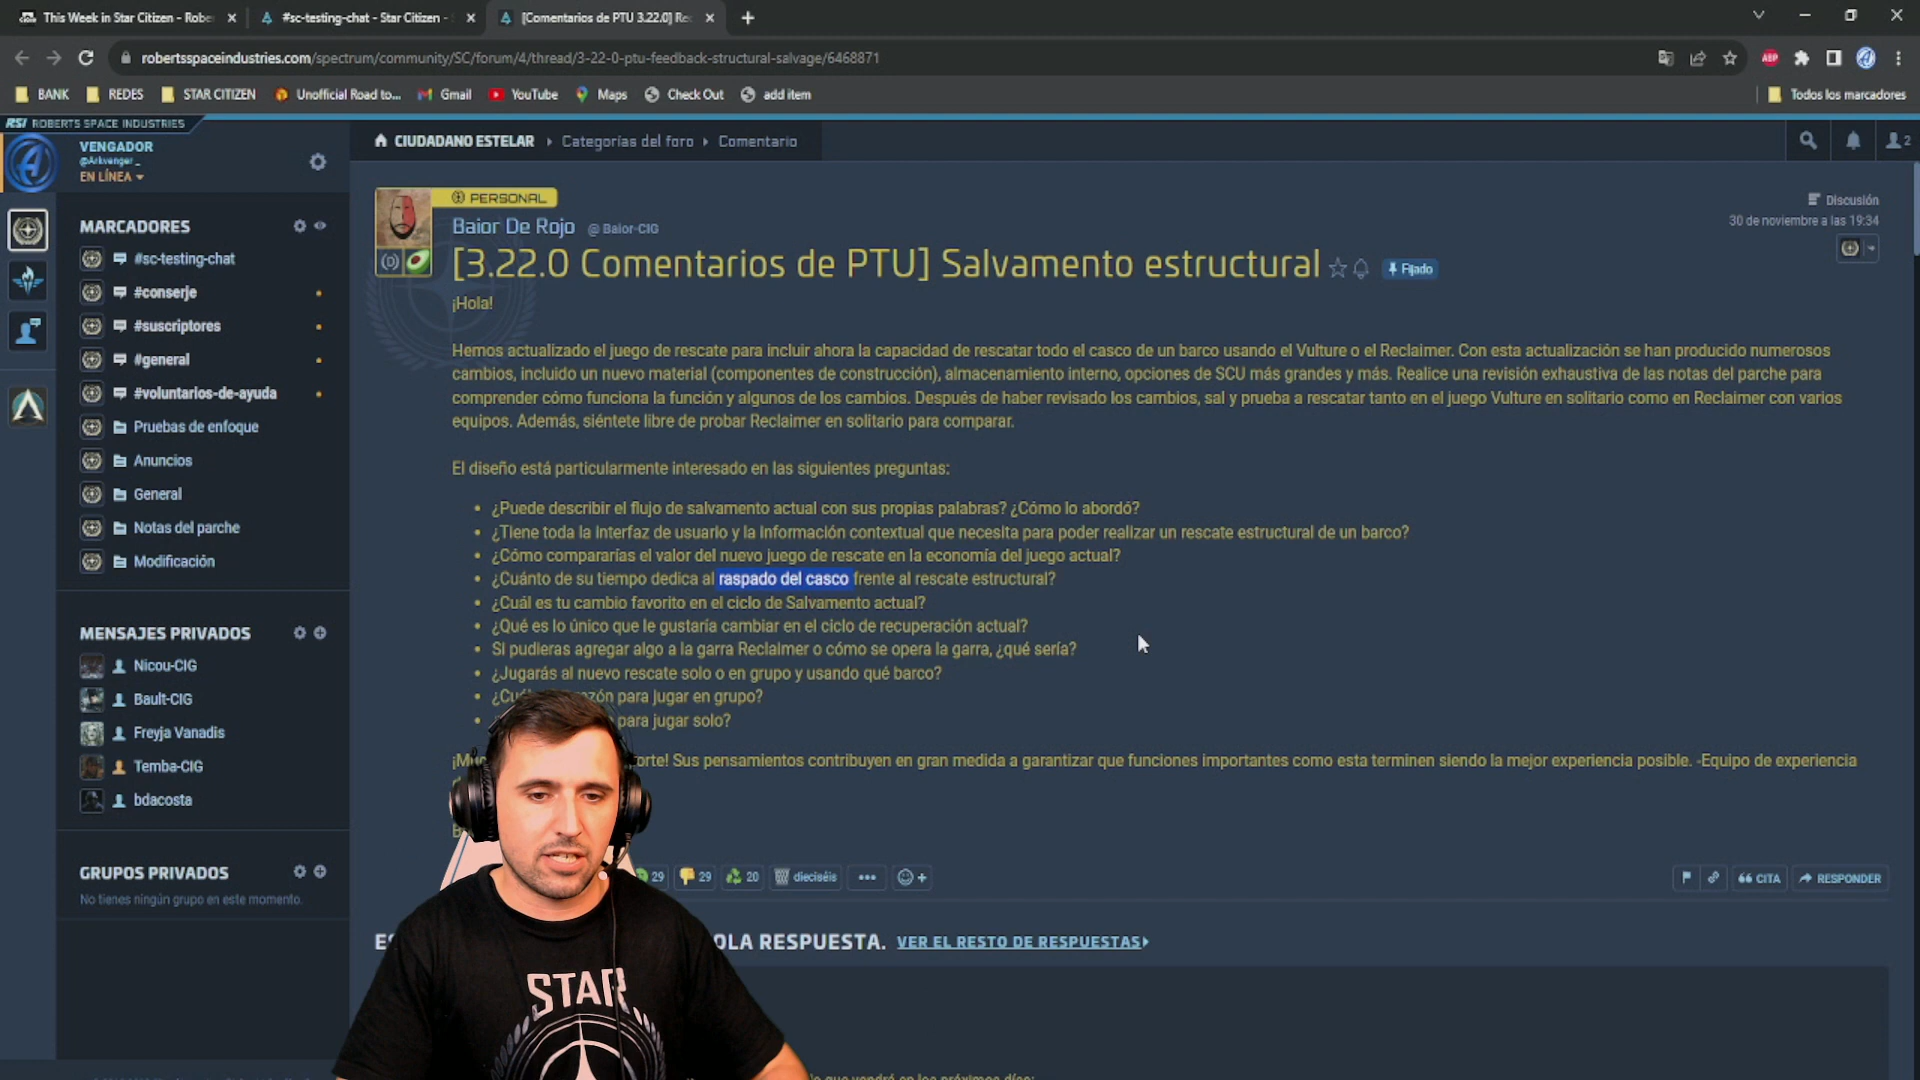 This Week in Star Citizen - Robe
#sc-testing-chat - Star Citizen -
[Comentarios de PTU 3.22.0] Re
robertsspaceindustries.com/spectrum/community/SC/forum/4/thread/3-22-0-ptu-feedback-structural-salvage/6468871
ABP
BANK
REDES
STAR CITIZEN
Unofficial Road to...
Gmail
YouTube
Maps
Check Out
add item
Todos los marcadores
RSI ROBERTS SPACE INDUSTRIES
VENGADOR
@Arkvenger_
EN LÍNEA
CIUDADANO ESTELAR
Categorías del foro
Comentario
2
MARCADORES
#sc-testing-chat
#conserje
#suscriptores
#general
#voluntarios-de-ayuda
Pruebas de enfoque
Anuncios
General
Notas del parche
Modificación
MENSAJES PRIVADOS
Nicou-CIG
Bault-CIG
Freyja Vanadis
Temba-CIG
bdacosta
GRUPOS PRIVADOS
No tienes ningún grupo en este momento.
PERSONAL
Baior De Rojo @ Baior-CIG
Discusión
30 de noviembre a las 19:34
[3.22.0 Comentarios de PTU] Salvamento estructural
Fijado
¡Hola!
Hemos actualizado el juego de rescate para incluir ahora la capacidad de rescatar todo el casco de un barco usando el Vulture o el Reclaimer. Con esta actualización se han producido numerosos
cambios, incluido un nuevo material (componentes de construcción), almacenamiento interno, opciones de SCU más grandes y más. Realice una revisión exhaustiva de las notas del parche para
comprender cómo funciona la función y algunos de los cambios. Después de haber revisado los cambios, sal y prueba a rescatar tanto en el juego Vulture en solitario como en Reclaimer con varios
equipos. Además, siéntete libre de probar Reclaimer en solitario para comparar.
El diseño está particularmente interesado en las siguientes preguntas:
¿Puede describir el flujo de salvamento actual con sus propias palabras? ¿Cómo lo abordó?
¿Tiene toda la interfaz de usuario y la información contextual que necesita para poder realizar un rescate estructural de un barco?
¿Cómo compararías el valor del nuevo juego de rescate en la economía del juego actual?
¿Cuánto de su tiempo dedica al raspado del casco frente al rescate estructural?
¿Cuál es tu cambio favorito en el ciclo de Salvamento actual?
¿Qué es lo único que le gustaría cambiar en el ciclo de recuperación actual?
Si pudieras agregar algo a la garra Reclaimer o cómo se opera la garra, ¿qué sería?
¿Jugarás al nuevo rescate solo o en grupo y usando qué barco?
para jugar en grupo?
para jugar solo?
Sus pensamientos contribuyen en gran medida a garantizar que funciones importantes como esta terminen siendo la mejor experiencia posible. -Equipo de experiencia
29
29
20
dieciséis
CITA
RESPONDER
RESPUESTA. VER EL RESTO DE RESPUESTAS
STAR